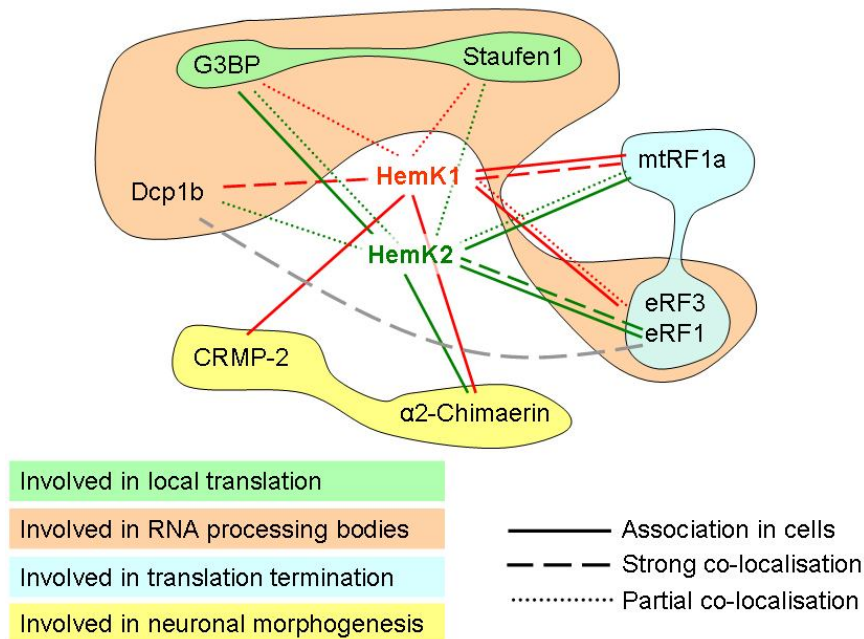 G3BP
Staufen1
mtRF1a
Dcp1b
HemK1
HemK2
eRF3
eRF1
CRMP-2
α2-Chimaerin
Involved in local translation
Involved in RNA processing bodies
Involved in translation termination
Involved in neuronal morphogenesis
Association in cells
Strong co-localisation
Partial co-localisation